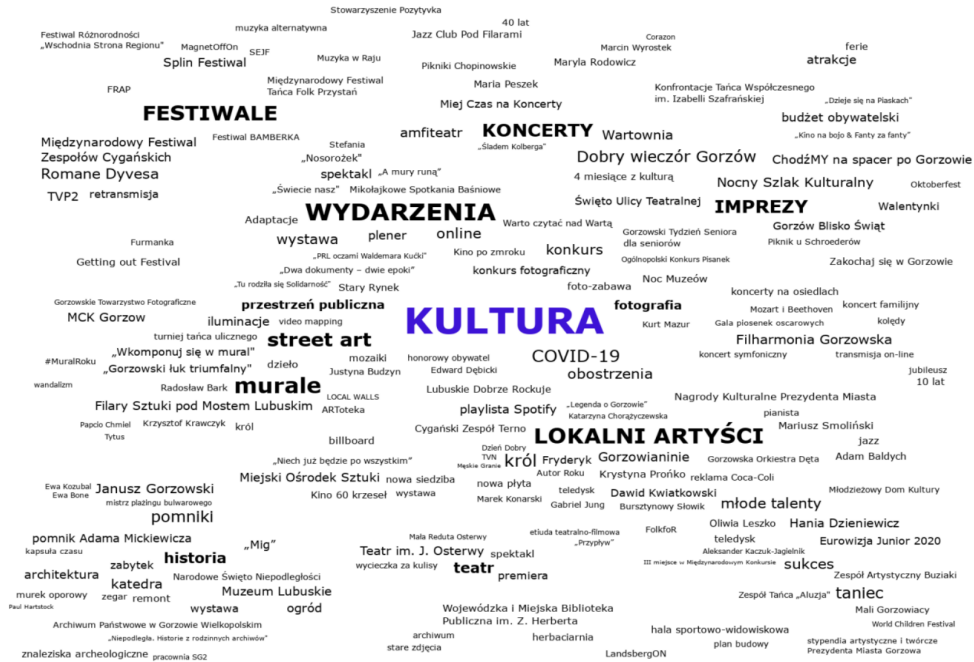 Stowarzyszenie Pozytyvka
40 lat
muzyka alternatywna
Festiwal Różnorodności
„Wschodnia Strona Regionu”
Jazz Club Pod Filarami
Corazon
MagnetOffOn
SEJF
Marcin Wyrostek
ferie
Splin Festiwal
Muzyka w Raju
Pikniki Chopinowskie
Maryla Rodowicz
atrakcje
FRAP
Międzynarodowy Festiwal
Tańca Folk Przystań
Maria Peszek
Konfrontacje Tańca Współczesnego
im. Izabelli Szafrańskiej
Miej Czas na Koncerty
„Dzieje się na Piaskach”
FESTIWALE
budżet obywatelski
Festiwal BAMBERKA
amfiteatr
KONCERTY
Wartownia
„Kino na bojo & Fanty za fanty”
Międzynarodowy Festiwal
Zespołów Cygańskich
Romane Dyvesa
Stefania
„Śladem Kolberga”
„Nosorożek”
Dobry wieczór Gorzów
ChodźMY na spacer po Gorzowie
spektakl
„A mury runą”
4 miesiące z kulturą
Nocny Szlak Kulturalny
Oktoberfest
TVP2
retransmisja
„Świecie nasz”
Mikołajkowe Spotkania Baśniowe
Święto Ulicy Teatralnej
IMPREZY
Walentynki
WYDARZENIA
Adaptacje
Warto czytać nad Wartą
Gorzowski Tydzień Seniora
dla seniorów
Gorzów Blisko Świąt
wystawa
plener
online
Furmanka
Kino po zmroku
konkurs
Piknik u Schroederów
„PRL oczami Waldemara Kućki”
Ogólnopolski Konkurs Pisanek
Getting out Festival
Zakochaj się w Gorzowie
„Dwa dokumenty – dwie epoki”
konkurs fotograficzny
Noc Muzeów
„Tu rodziła się Solidarność”
Stary Rynek
foto-zabawa
koncerty na osiedlach
Gorzowskie Towarzystwo Fotograficzne
przestrzeń publiczna
KULTURA
fotografia
Mozart i Beethoven
koncert familijny
MCK Gorzow
iluminacje
video mapping
Kurt Mazur
Gala piosenek oscarowych
kolędy
turniej tańca ulicznego
street art
Filharmonia Gorzowska
„Wkomponuj się w mural”
mozaiki
honorowy obywatel
COVID-19
koncert symfoniczny
transmisja on-line
#MuralRoku
„Gorzowski łuk triumfalny”
dzieło
Justyna Budzyn
Edward Dębicki
obostrzenia
jubileusz
10 lat
wandalizm
Radosław Bark
murale
Lubuskie Dobrze Rockuje
LOCAL WALLS
Nagrody Kulturalne Prezydenta Miasta
Filary Sztuki pod Mostem Lubuskim
ARToteka
playlista Spotify
„Legenda o Gorzowie”
Katarzyna Chorążyczewska
pianista
Papcio Chmiel
Tytus
Krzysztof Krawczyk
król
Cygański Zespół Terno
Mariusz Smoliński
billboard
LOKALNI ARTYŚCI
jazz
Dzień Dobry
TVN
Męskie Granie
król
Fryderyk
Gorzowianinie
Gorzowska Orkiestra Dęta
Adam Bałdych
„Niech już będzie po wszystkim”
Autor Roku
Krystyna Prońko
reklama Coca-Coli
Miejski Ośrodek Sztuki
nowa siedziba
nowa płyta
Ewa Kozubal
Ewa Bone
Janusz Gorzowski
Kino 60 krzeseł
wystawa
Marek Konarski
teledysk
Dawid Kwiatkowski
Młodzieżowy Dom Kultury
mistrz plażingu bulwarowego
Gabriel Jung
Bursztynowy Słowik
młode talenty
pomniki
pomnik Adama Mickiewicza
Mała Reduta Osterwy
etiuda teatralno-filmowa
„Przypływ”
FolkfoR
Oliwia Leszko
Hania Dzieniewicz
kapsuła czasu
„Mig”
Teatr im. J. Osterwy
spektakl
teledysk
Eurowizja Junior 2020
zabytek
historia
wycieczka za kulisy
Aleksander Kaczuk-Jagielnik
III miejsce w Międzynarodowym Konkursie
sukces
architektura
katedra
Narodowe Święto Niepodległości
teatr
premiera
Zespół Artystyczny Buziaki
murek oporowy
zegar
remont
Muzeum Lubuskie
Zespół Tańca „Aluzja”
taniec
Paul Hartstock
wystawa
ogród
Wojewódzka i Miejska Biblioteka
Publiczna im. Z. Herberta
Mali Gorzowiacy
Archiwum Państwowe w Gorzowie Wielkopolskim
World Children Festival
„Niepodległa. Historie z rodzinnych archiwów”
archiwum
herbaciarnia
hala sportowo-widowiskowa
stare zdjęcia
plan budowy
stypendia artystyczne i twórcze
Prezydenta Miasta Gorzowa
znaleziska archeologiczne
pracownia SG2
LandsbergON